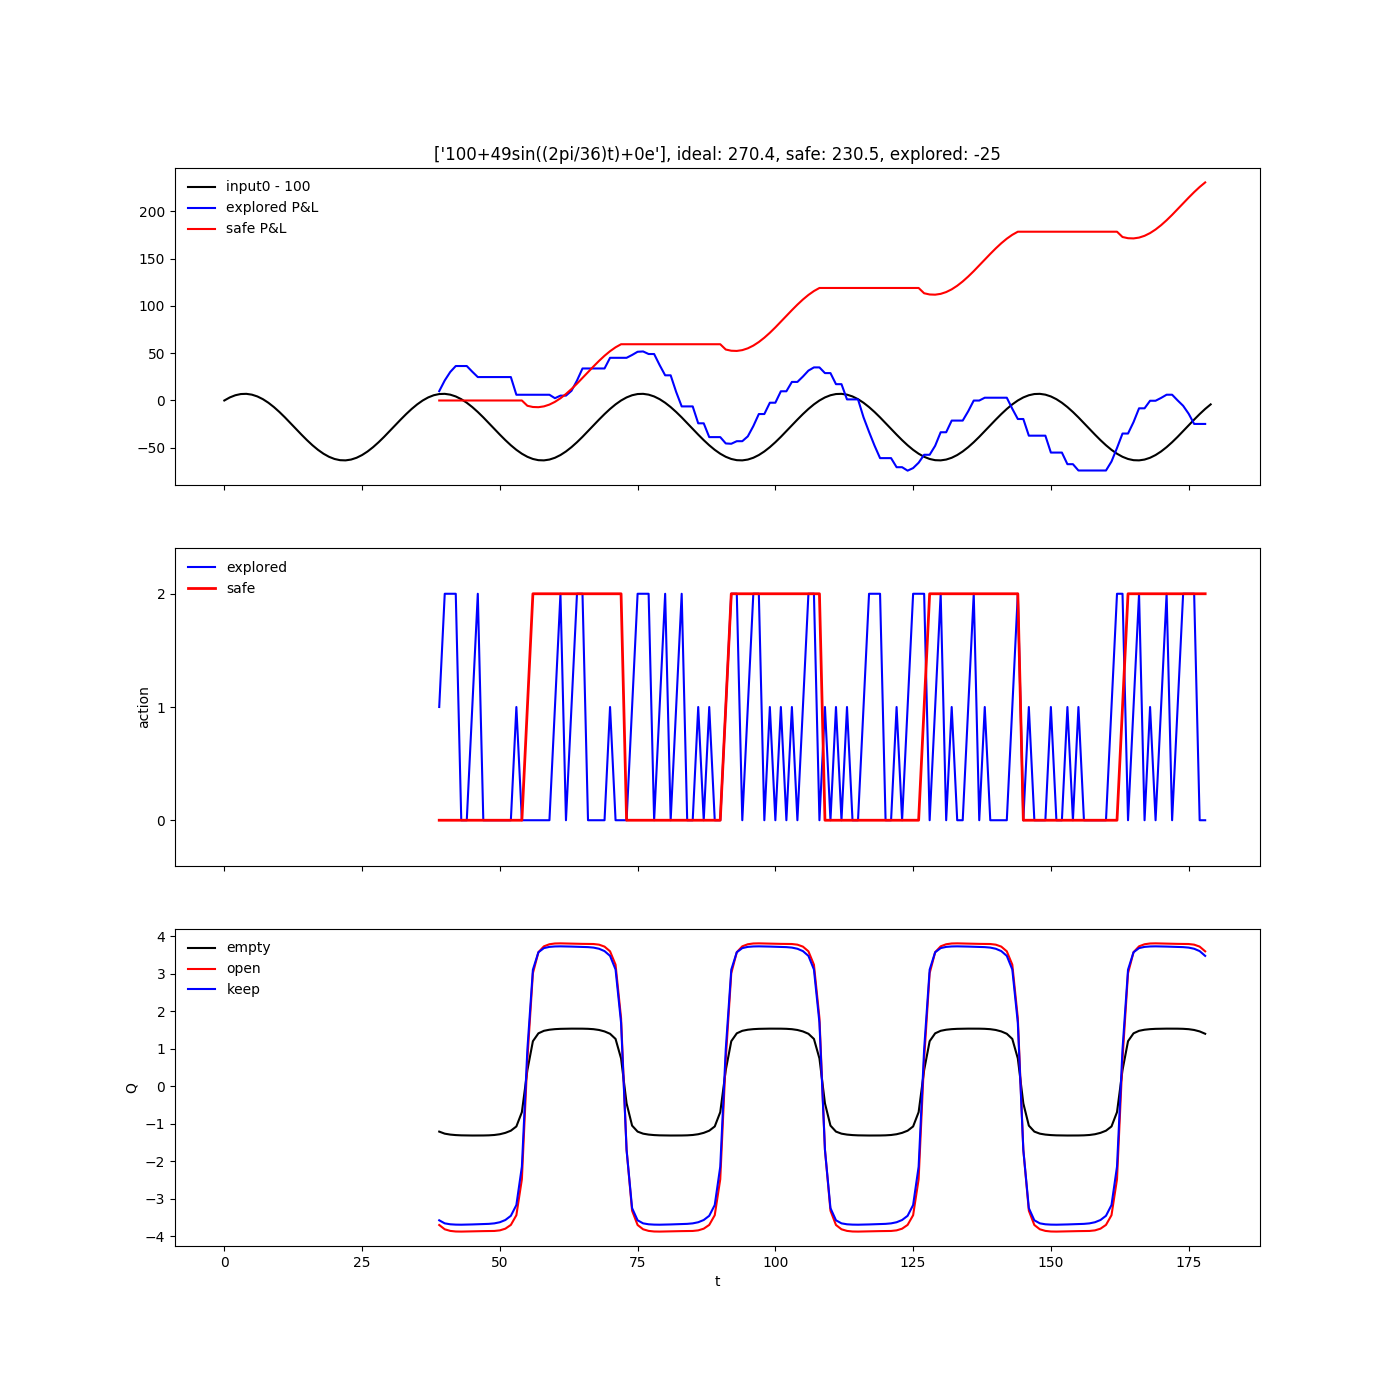 ['100+49sin((2pi/36)t)+0e'], ideal: 270.4, safe: 230.5, explored: -25
input0 - 100
explored P&L
safe P&L
200
150
100
50
0
−50
explored
safe
2
1
0
action
empty
open
keep
4
3
2
1
0
−1
−2
−3
−4
Q
0 25 50 75 100 125 150 175
t